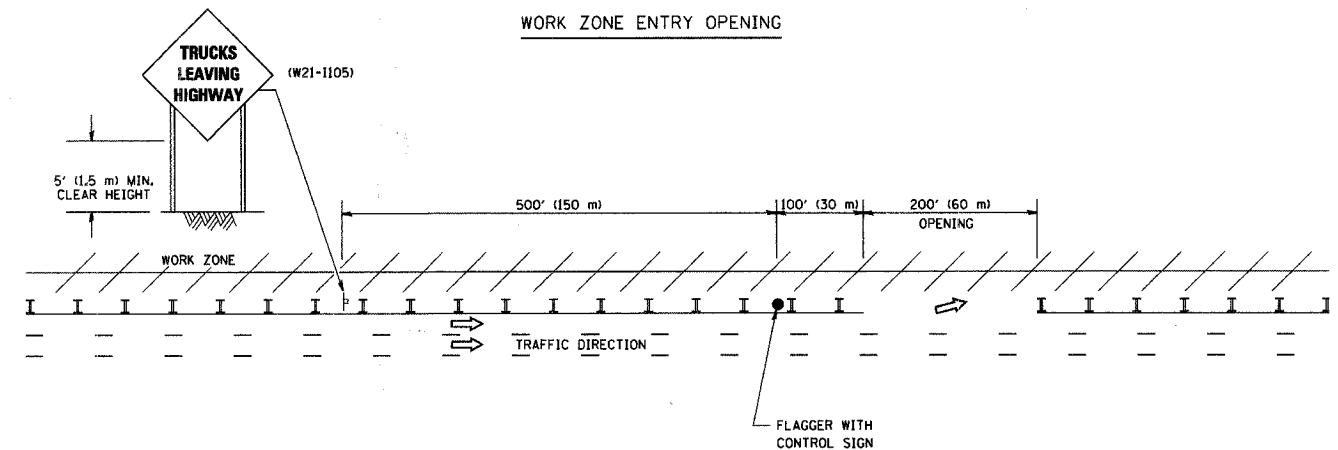 WORK ZONE ENTRY OPENING
TRUCKS
LEAVING
HIGHWAY
(W21-I105)
5' (1.5 m) MIN.
CLEAR HEIGHT
500' (150 m)
100' (30 m)
200' (60 m)
OPENING
WORK ZONE
TRAFFIC DIRECTION
FLAGGER WITH
CONTROL SIGN